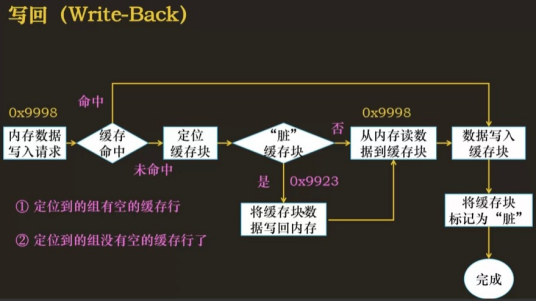 写回（Write-Back）
命中
0x9998
0x9998
内存数据
写入请求
缓存
命中
定位
缓存块
“脏”
缓存块
否
从内存读数
据到缓存块
数据写入
缓存块
未命中
是
0x9923
① 定位到的组有空的缓存行
将缓存块数
据写回内存
将缓存块
标记为“脏”
② 定位到的组没有空的缓存行了
完成